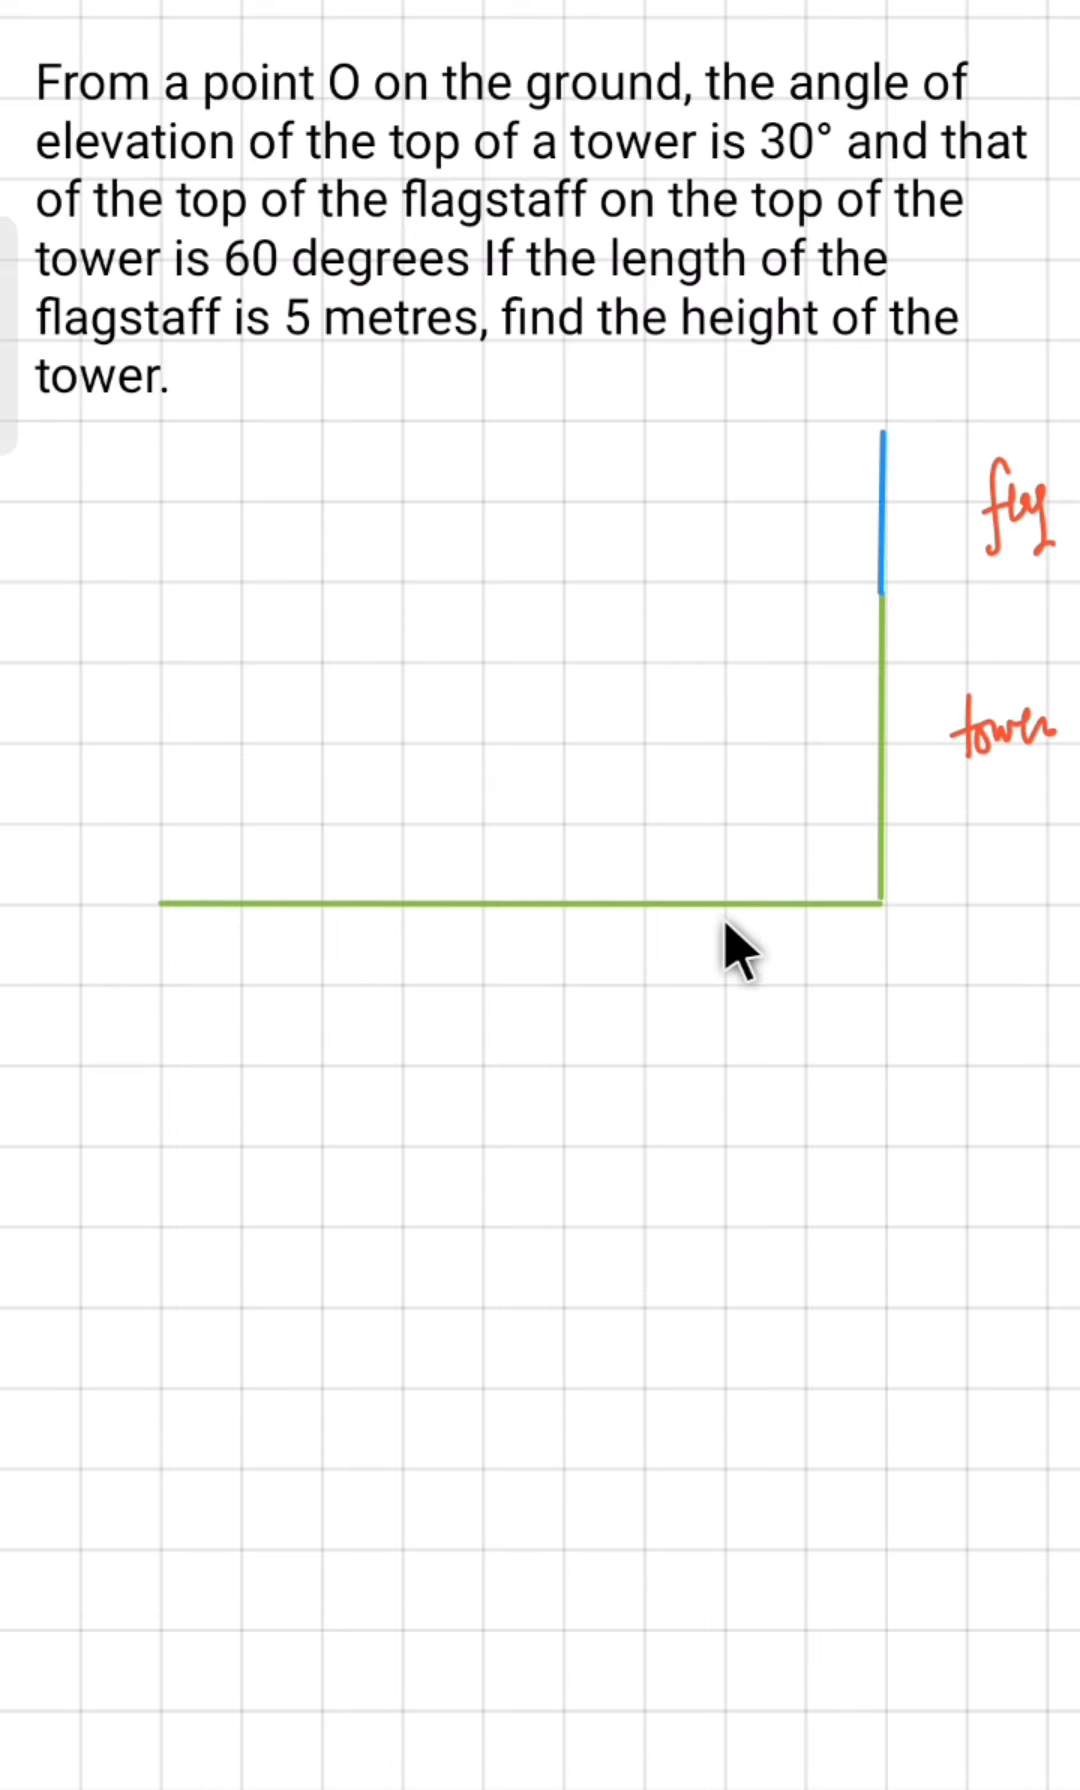 From a point O on the ground, the angle of
elevation of the top of a tower is 30° and that
of the top of the flagstaff on the top of the
tower is 60 degrees If the length of the
flagstaff is 5 metres, find the height of the
tower.
tower